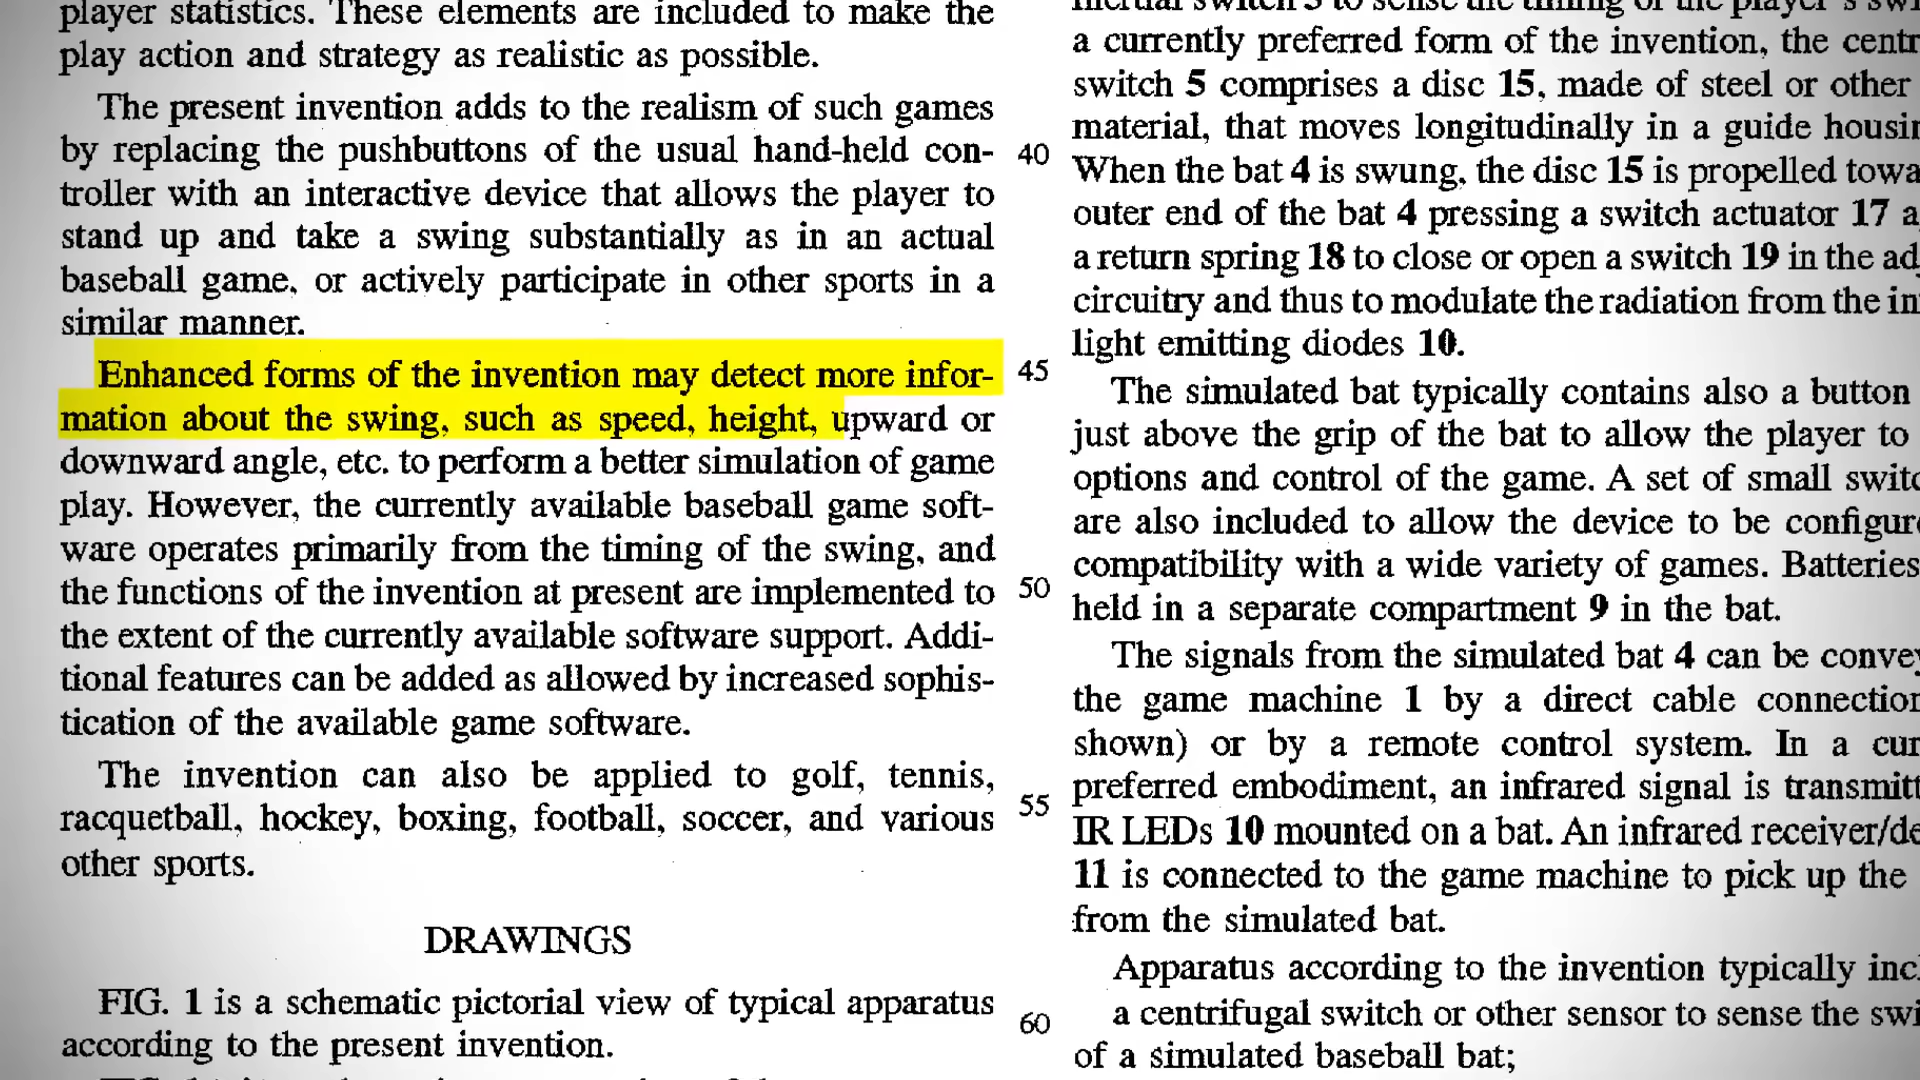 player statistics. These elements are included to make the
play action and strategy as realistic as possible.
The present invention adds to the realism of such games
by replacing the pushbuttons of the usual hand-held con-
troller with an interactive device that allows the player to
stand up and take a swing substantially as in an actual
baseball game, or actively participate in other sports in a
similar manner.
Enhanced forms of the invention may detect more infor-
mation about the swing, such as speed, height, upward or
downward angle, etc. to perform a better simulation of game
play. However, the currently available baseball game soft-
ware operates primarily from the timing of the swing, and
the functions of the invention at present are implemented to
the extent of the currently available software support. Addi-
tional features can be added as allowed by increased sophis-
tication of the available game software.
The invention can also be applied to golf, tennis,
racquetball, hockey, boxing, football, soccer, and various
other sports.
DRAWINGS
FIG. 1 is a schematic pictorial view of typical apparatus
according to the present invention.
40
45
50
55
60
inertial switch 5 to sense the timing of the player's
a currently preferred form of the invention, the
switch 5 comprises a disc 15, made of steel or other
material, that moves longitudinally in a guide
When the bat 4 is swung, the disc 15 is propelled
outer end of the bat 4 pressing a switch actuator 17
a return spring 18 to close or open a switch 19 in the
circuitry and thus to modulate the radiation from the
light emitting diodes 10.
The simulated bat typically contains also a button
just above the grip of the bat to allow the player to
options and control of the game. A set of small
are also included to allow the device to be
compatibility with a wide variety of games. Batteries
held in a separate compartment 9 in the bat.
The signals from the simulated bat 4 can be
the game machine 1 by a direct cable
shown) or by a remote control system. In a
preferred embodiment, an infrared signal is
IR LEDs 10 mounted on a bat. An infrared
11 is connected to the game machine to pick up the
from the simulated bat.
Apparatus according to the invention typically
a centrifugal switch or other sensor to sense the
of a simulated baseball bat;